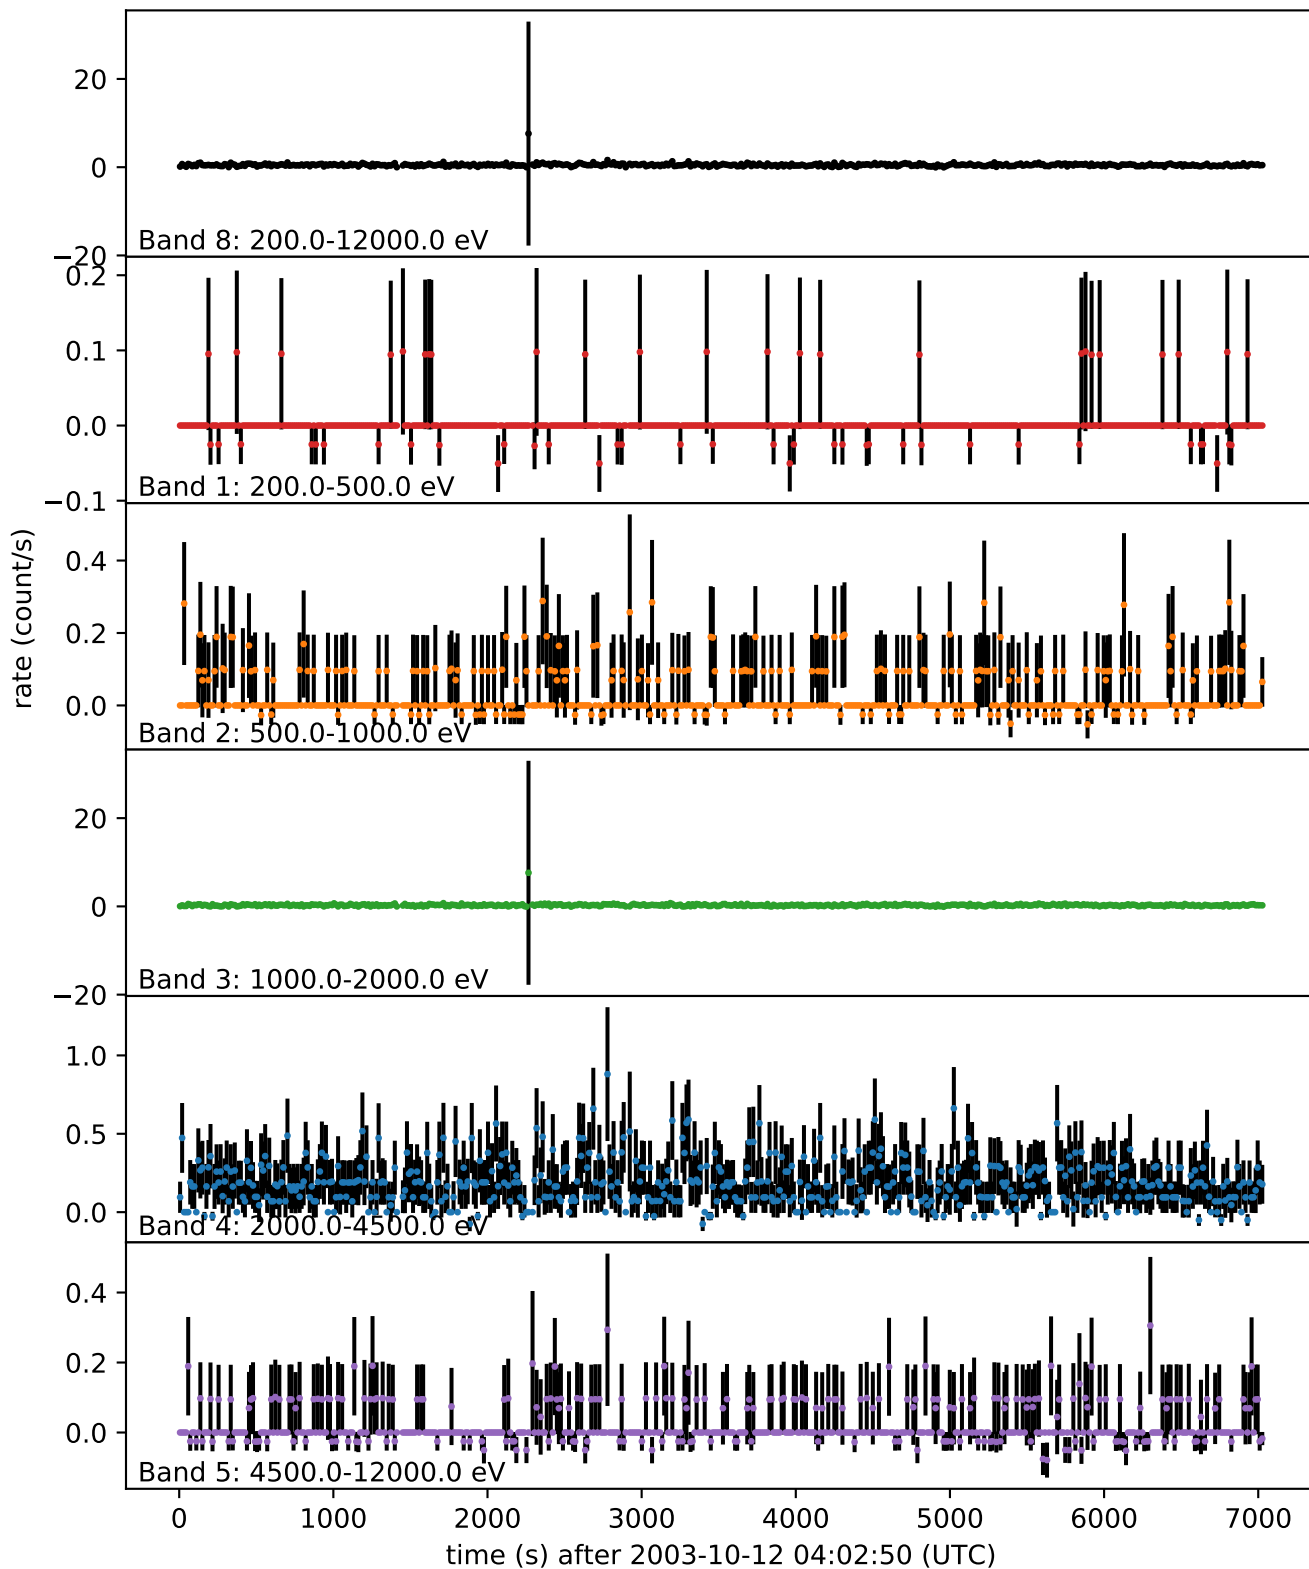 20
0
−20
Band 8: 200.0-12000.0 eV
0.2
0.1
0.0
−0.1
Band 1: 200.0-500.0 eV
0.4
0.2
0.0
Band 2: 500.0-1000.0 eV
rate (count/s)
20
0
−20
Band 3: 1000.0-2000.0 eV
1.0
0.5
0.0
Band 4: 2000.0-4500.0 eV
0.4
0.2
0.0
Band 5: 4500.0-12000.0 eV
0 1000 2000 3000 4000 5000 6000 7000
time (s) after 2003-10-12 04:02:50 (UTC)